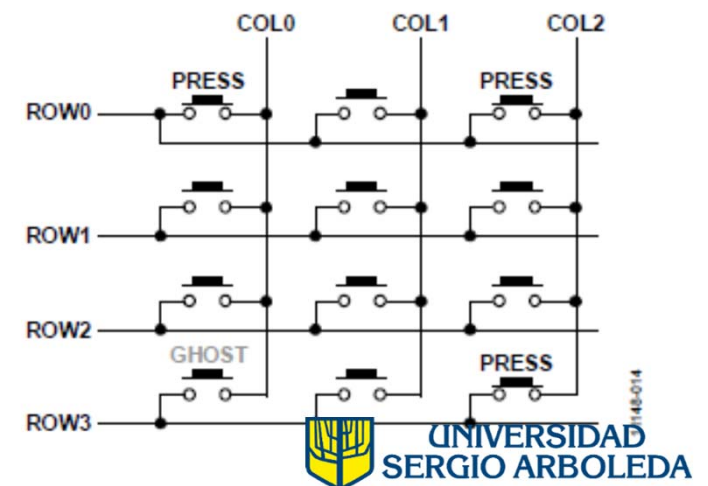 COL0 COL1 COL2
PRESS PRESS
ROW0
ROW1
ROW2
GHOST PRESS
ROW3
UNIVERSIDAD
SERGIO ARBOLEDA